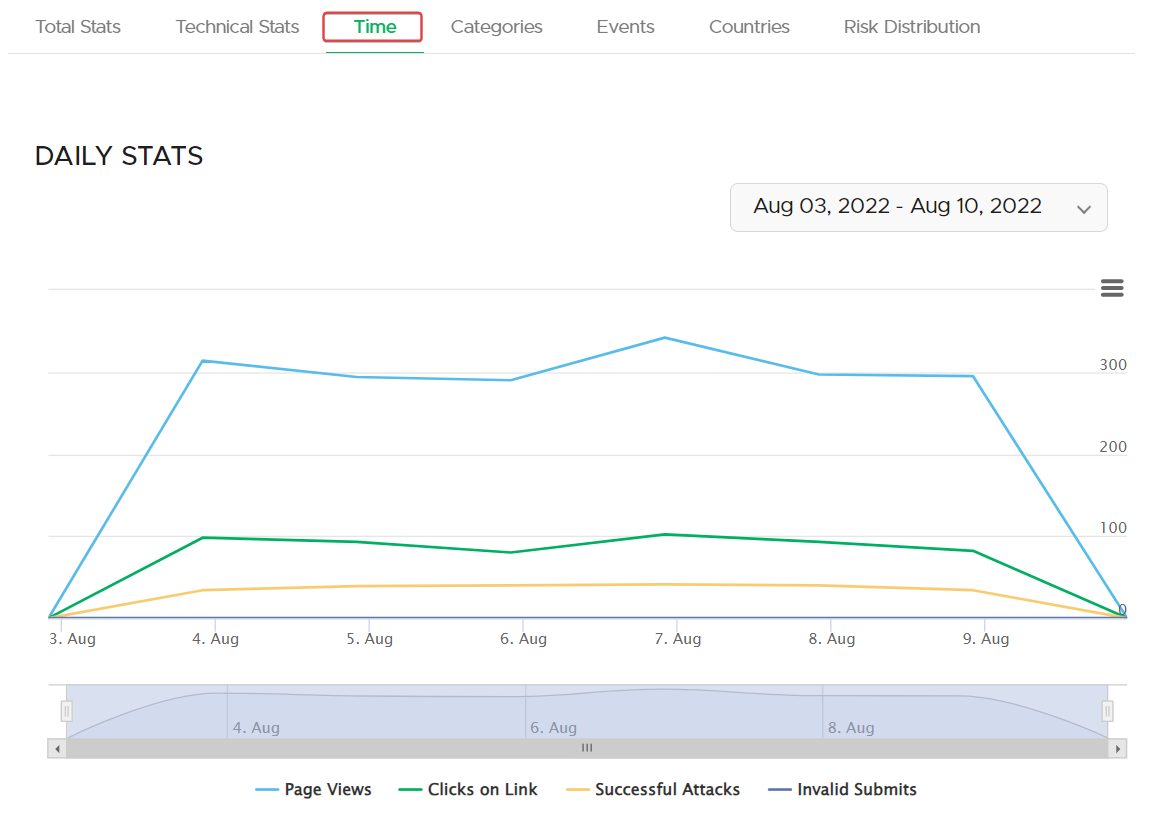 Total Stats Technical Stats Time Categories Events Countries Risk Distribution
DAILY STATS
Aug 03, 2022 - Aug 10, 2022
300
200
100
0
3. Aug 4. Aug 5. Aug 6. Aug 7. Aug 8. Aug 9. Aug
4. Aug 6. Aug 8. Aug
Page Views Clicks on Link Successful Attacks Invalid Submits